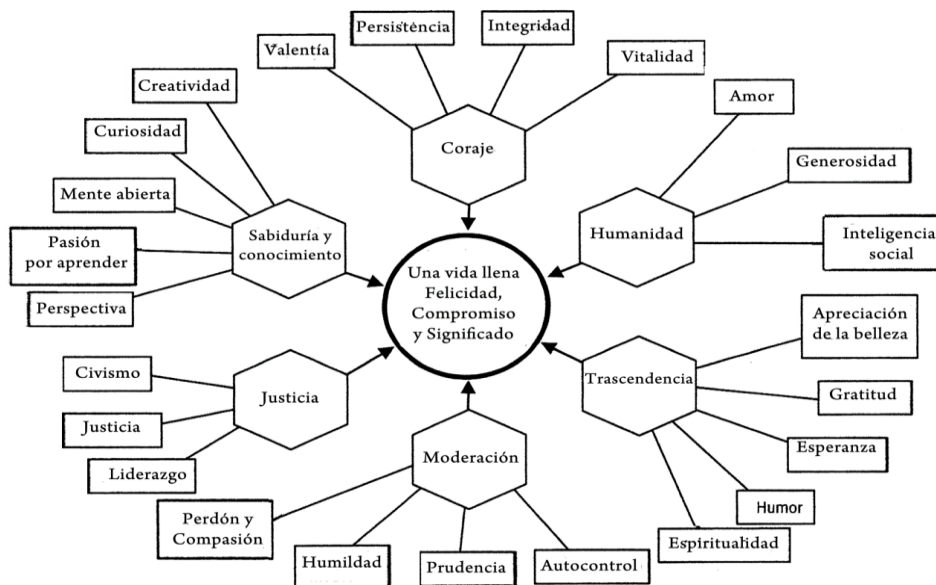 Persistencia
Integridad
Valentía
Vitalidad
Creatividad
Amor
Curiosidad
Coraje
Generosidad
Mente abierta
Sabiduría y
conocimiento
Humanidad
Inteligencia
social
Pasión
por aprender
Una vida llena
Felicidad,
Compromiso
y Significado
Perspectiva
Apreciación
de la belleza
Civismo
Justicia
Trascendencia
Gratitud
Justicia
Moderación
Esperanza
Liderazgo
Perdón y
Compasión
Humor
Espiritualidad
Humildad
Prudencia
Autocontrol